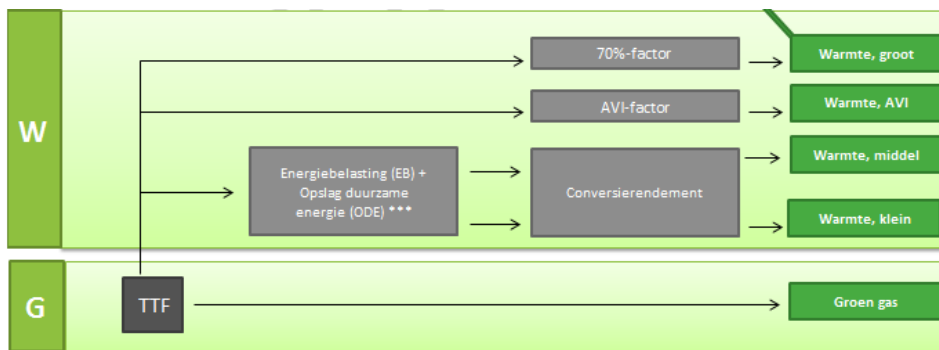 W
70%-factor
Warmte, groot
AVI-factor
Warmte, AVI
Energiebelasting (EB) +
Opslag duurzame
energie (ODE) ***
Conversierendement
Warmte, middel
Warmte, klein
G
TTF
Groen gas